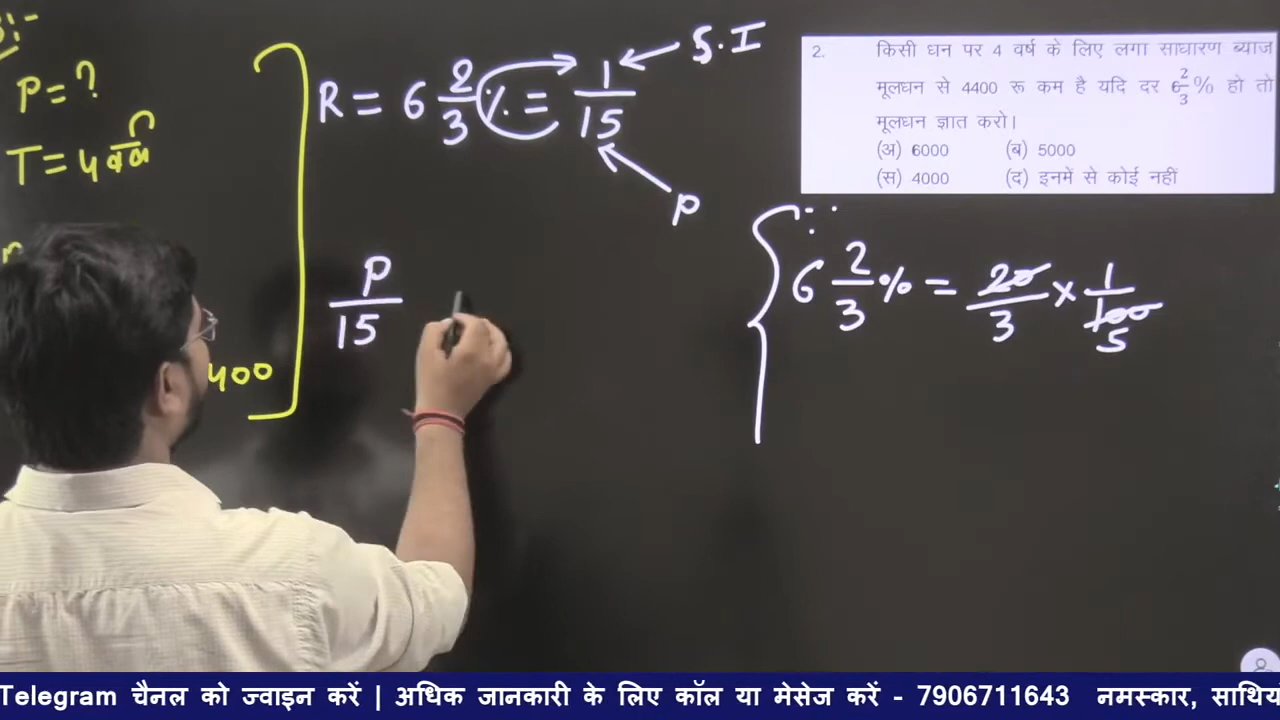 P = ?
T = 4 वर्ष
400
R = 6 2/3 % = 1/15
S.I
P
P
15
2. किसी धन पर 4 वर्ष के लिए लगा साधारण ब्याज
मूलधन से 4400 रू कम है यदि दर 6 2/3 % हो तो
मूलधन ज्ञात करो।
(अ) 6000 (ब) 5000
(स) 4000 (द) इनमें से कोई नहीं
6 2/3 % = 20/3 × 1/100
5
Telegram चैनल को ज्वाइन करें | अधिक जानकारी के लिए कॉल या मेसेज करें - 7906711643 नमस्कार,